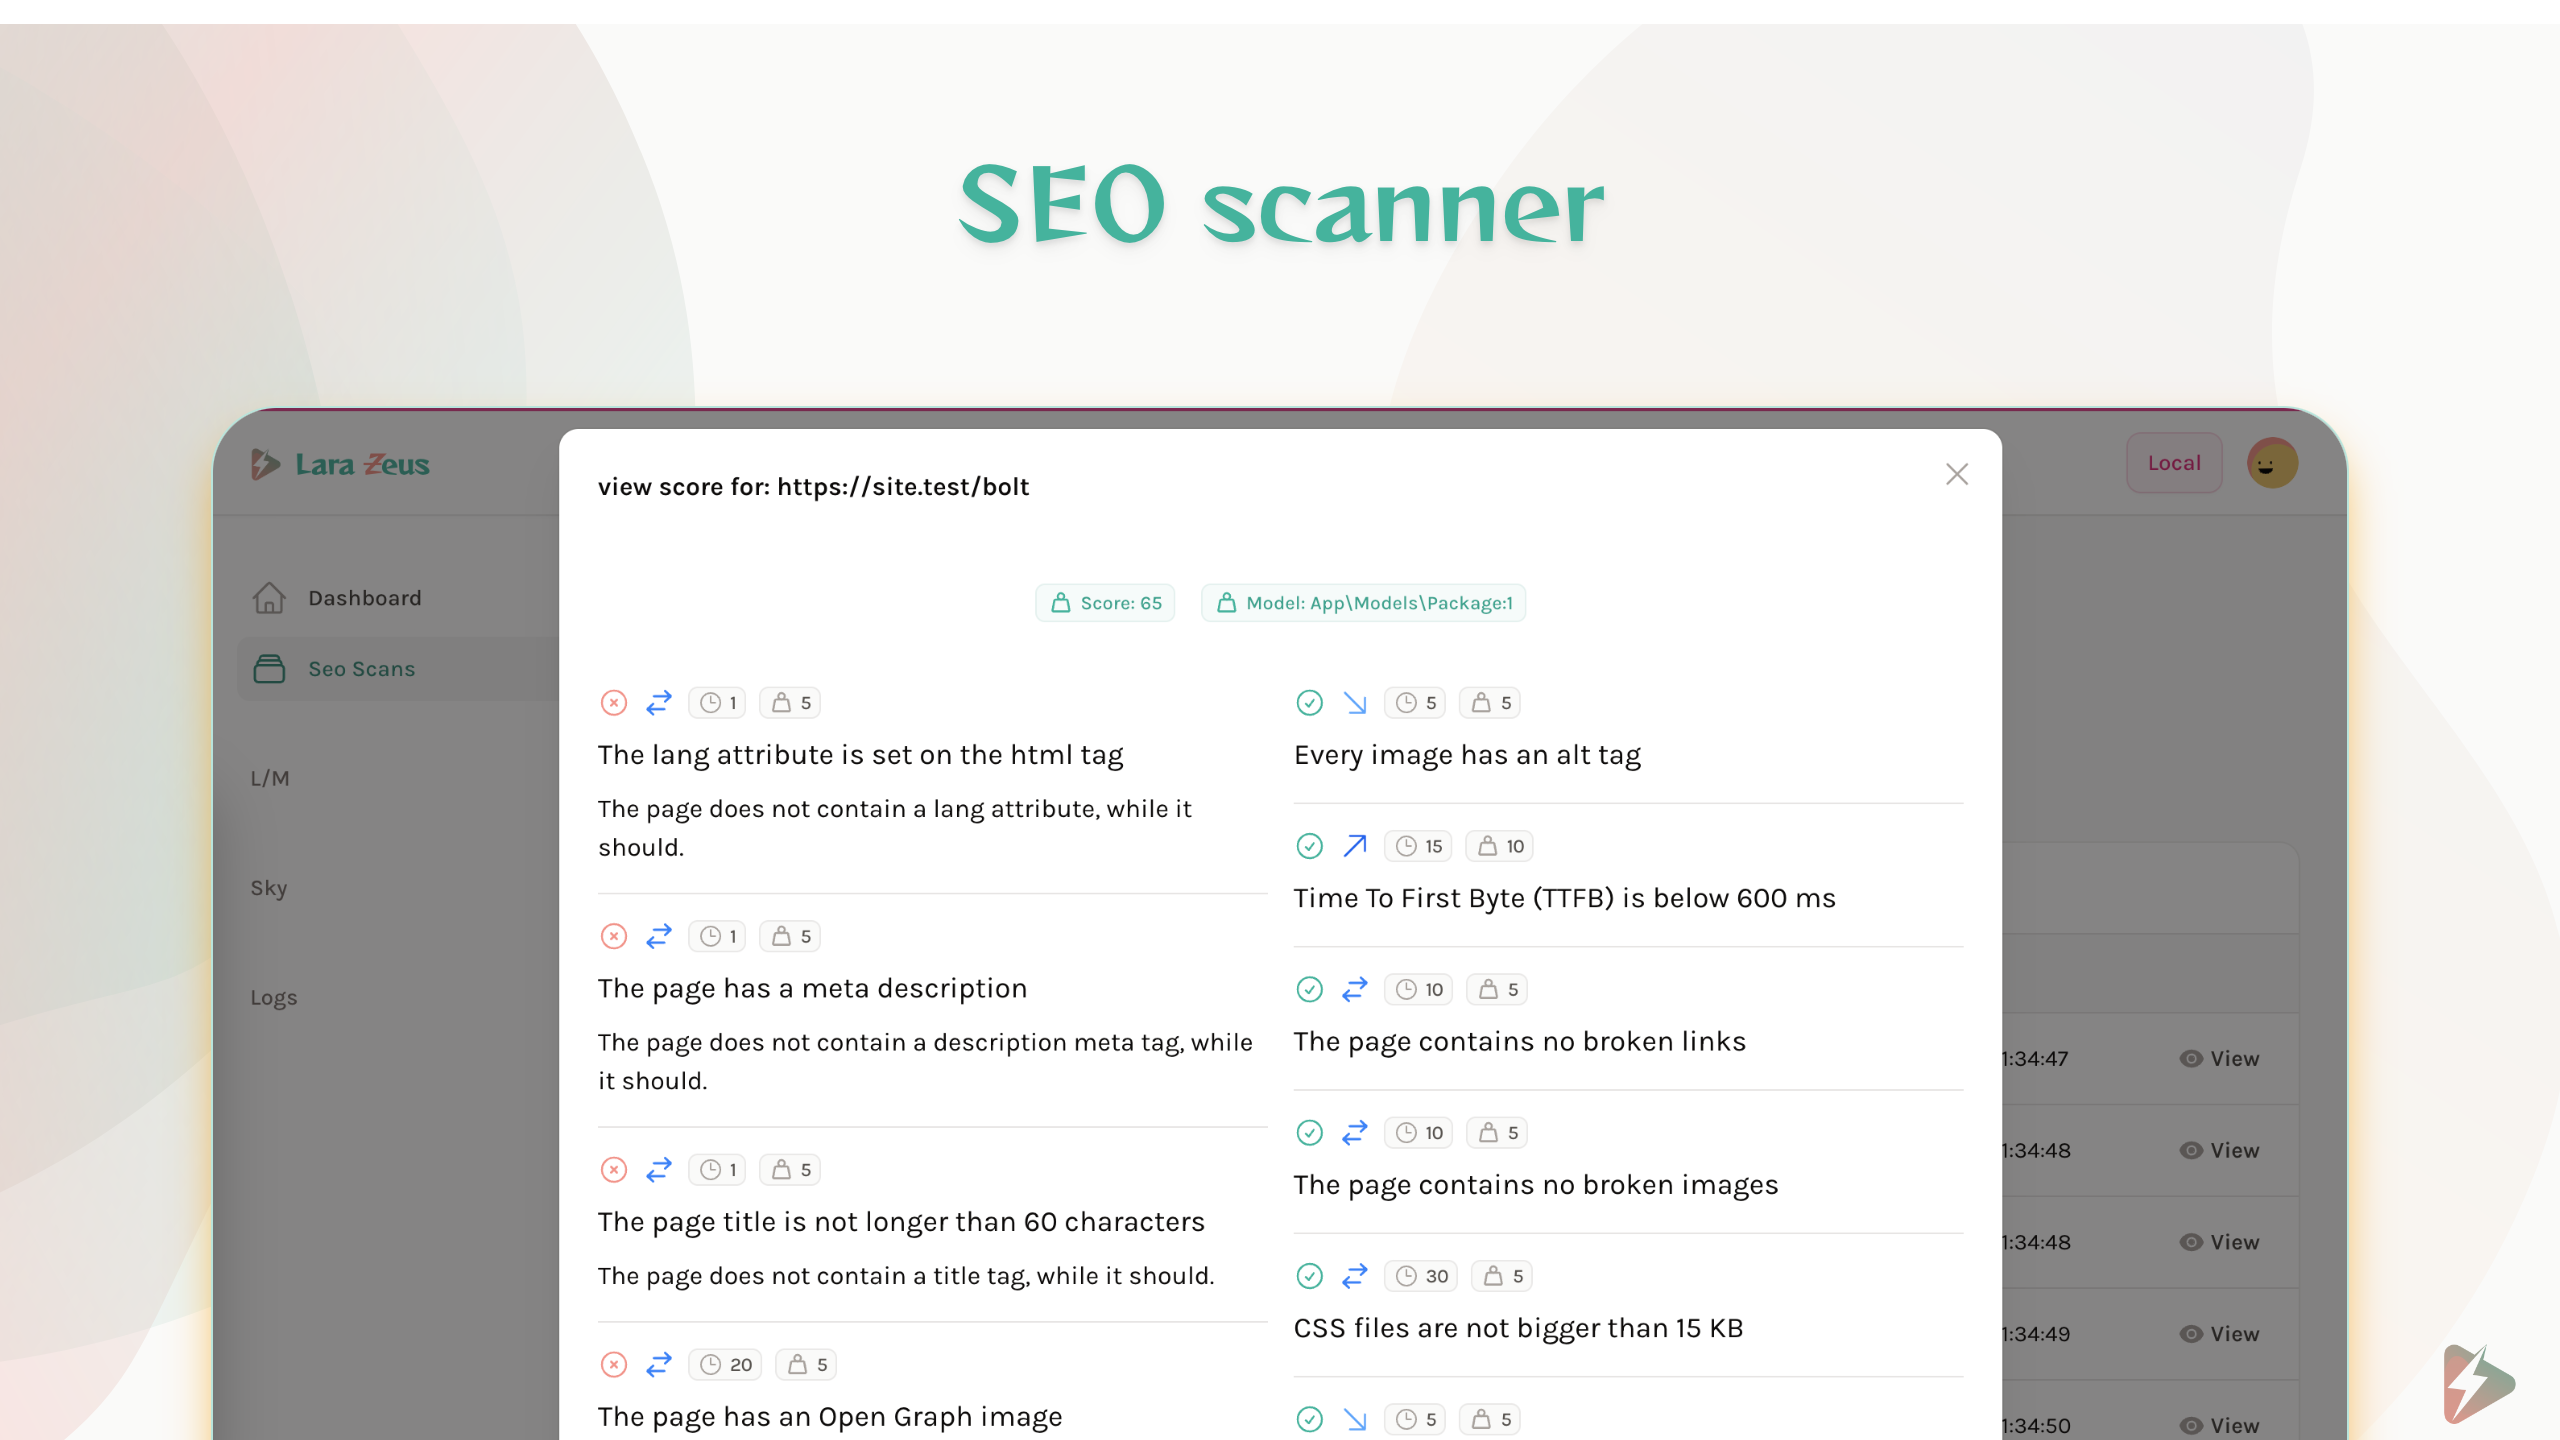 SEO scanner
Lara Zeus
Local
Dashboard
Seo Scans
L/M
Sky
Logs
view score for: https://site.test/bolt
Score: 65
Model: App\Models\Package:1
1
5
The lang attribute is set on the html tag
The page does not contain a lang attribute, while it
should.
1
5
The page has a meta description
The page does not contain a description meta tag, while
it should.
1
5
The page title is not longer than 60 characters
The page does not contain a title tag, while it should.
20
5
The page has an Open Graph image
5
5
Every image has an alt tag
15
10
Time To First Byte (TTFB) is below 600 ms
10
5
The page contains no broken links
10
5
The page contains no broken images
30
5
CSS files are not bigger than 15 KB
5
5
1:34:47
View
1:34:48
View
1:34:48
View
1:34:49
View
1:34:50
View